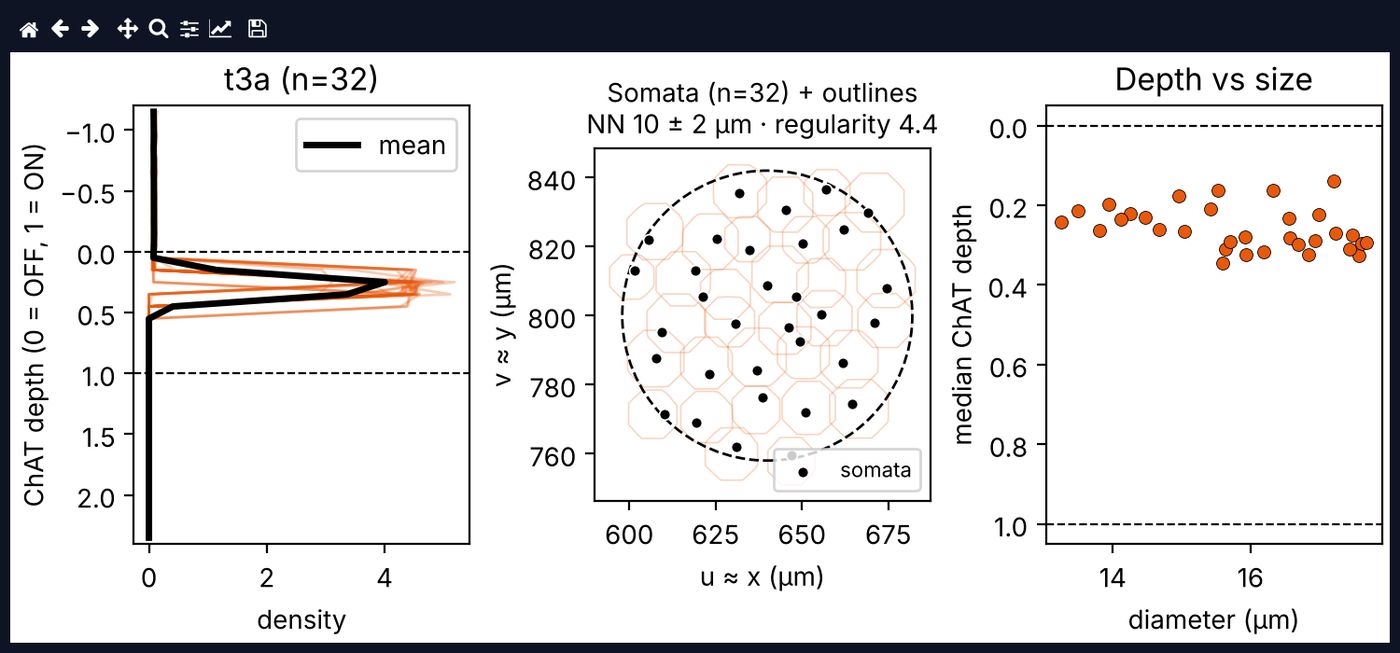 t3a (n=32)
mean
−1.0
−0.5
0.0
0.5
1.0
1.5
2.0
ChAT depth (0 = OFF, 1 = ON)
0
2
4
density
Somata (n=32) + outlines
NN 10 ± 2 µm · regularity 4.4
840
820
800
780
760
v ≈ y (µm)
somata
600
625
650
675
u ≈ x (µm)
Depth vs size
0.0
0.2
0.4
0.6
0.8
1.0
median ChAT depth
14
16
diameter (µm)